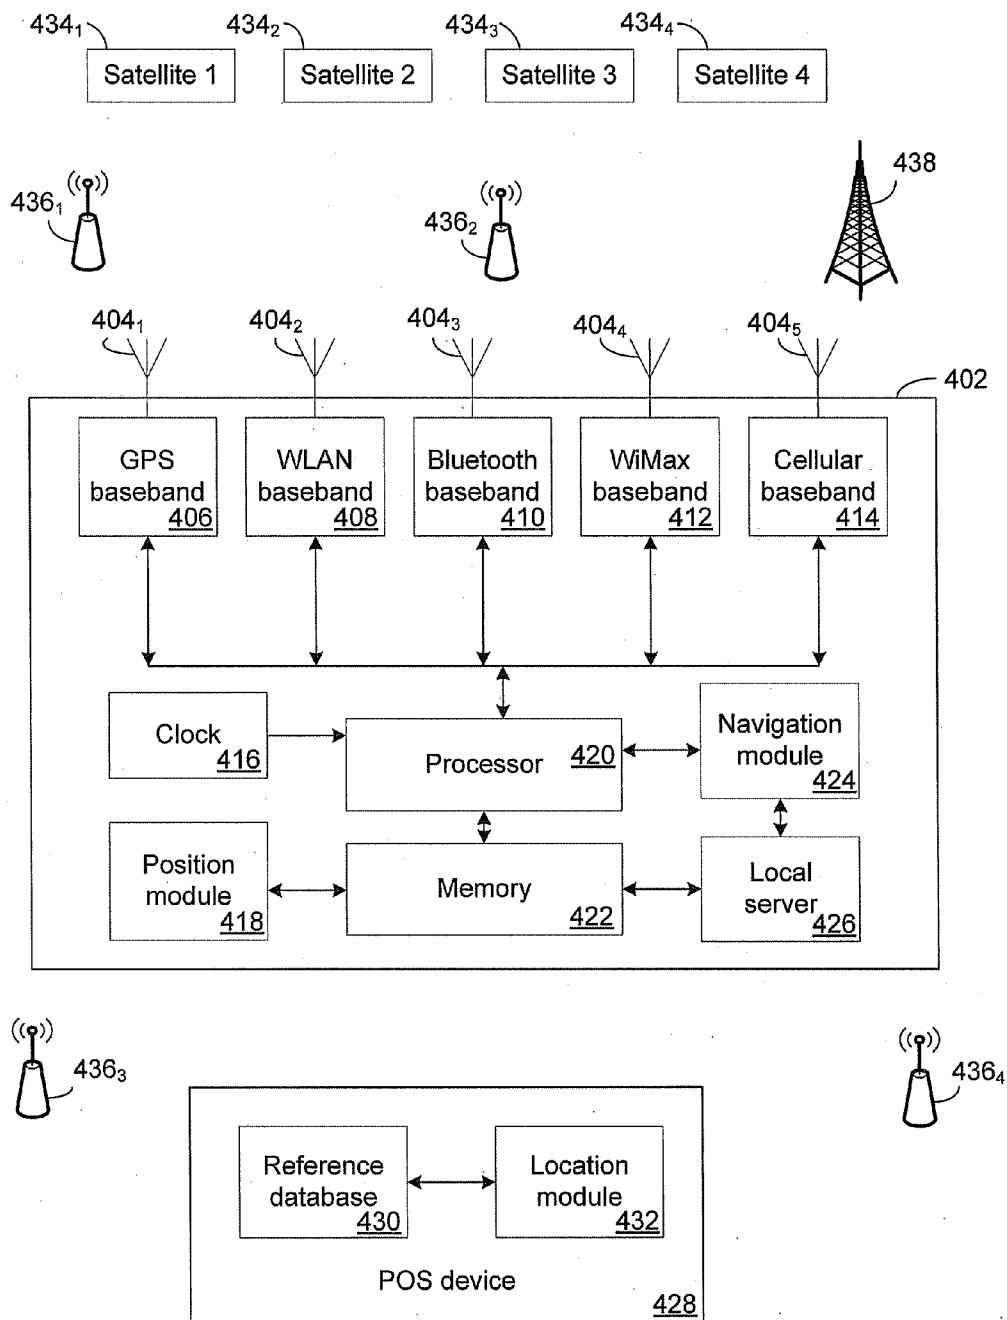 434₁ 434₂ 434₃ 434₄
Satellite 1 Satellite 2 Satellite 3 Satellite 4
436₁ 436₂ 438
404₁ 404₂ 404₃ 404₄ 404₅
402
GPS baseband 406
WLAN baseband 408
Bluetooth baseband 410
WiMax baseband 412
Cellular baseband 414
Clock 416
Processor 420
Navigation module 424
Position module 418
Memory 422
Local server 426
436₃ 436₄
Reference database 430
Location module 432
POS device
428